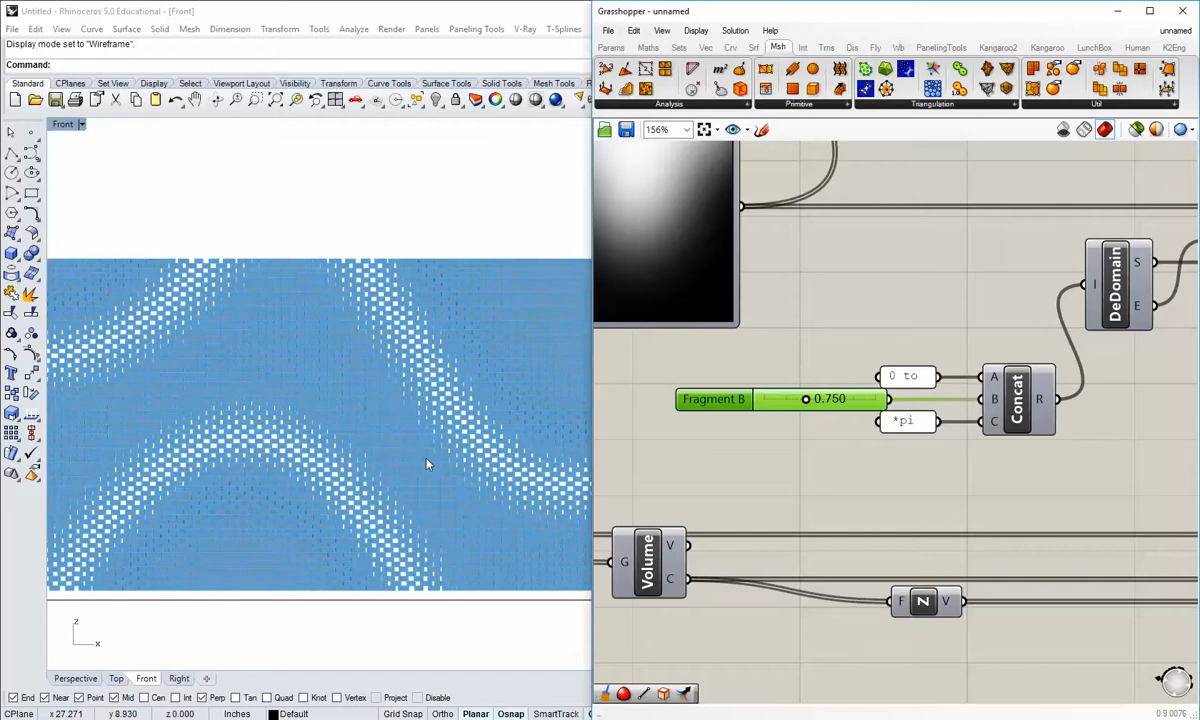 Untitled - Rhinoceros 5.0 Educational - [Front]
File Edit View Curve Surface Solid Mesh Dimension Transform Tools Analyze Render Panels Paneling Tools V-Ray T-Splines
Display mode set to "Wireframe".
Command:
Standard CPlanes Set View Display Select Viewport Layout Visibility Transform Curve Tools Surface Tools Solid Tools Mesh Tools
Front
z
x
Perspective Top Front Right
End Near Point Mid Cen Int Perp Tan Quad Knot Vertex Project Disable
CPlane x 27.271 y 8.930 z 0.000 Inches Default Grid Snap Ortho Planar Osnap SmartTrack
Grasshopper - unnamed
File Edit View Display Solution Help unnamed
Params Maths Sets Vec Crv Srf Msh Int Trns Dis Fly Wb PanelingTools Kangaroo2 Kangaroo LunchBox Human K2Eng
Analysis Primitive Triangulation Util
156%
I DeDomain S E
0 to
Fragment B 0.750
*pi
A B C Concat R
G Volume V C
F Z V
0.9.0076